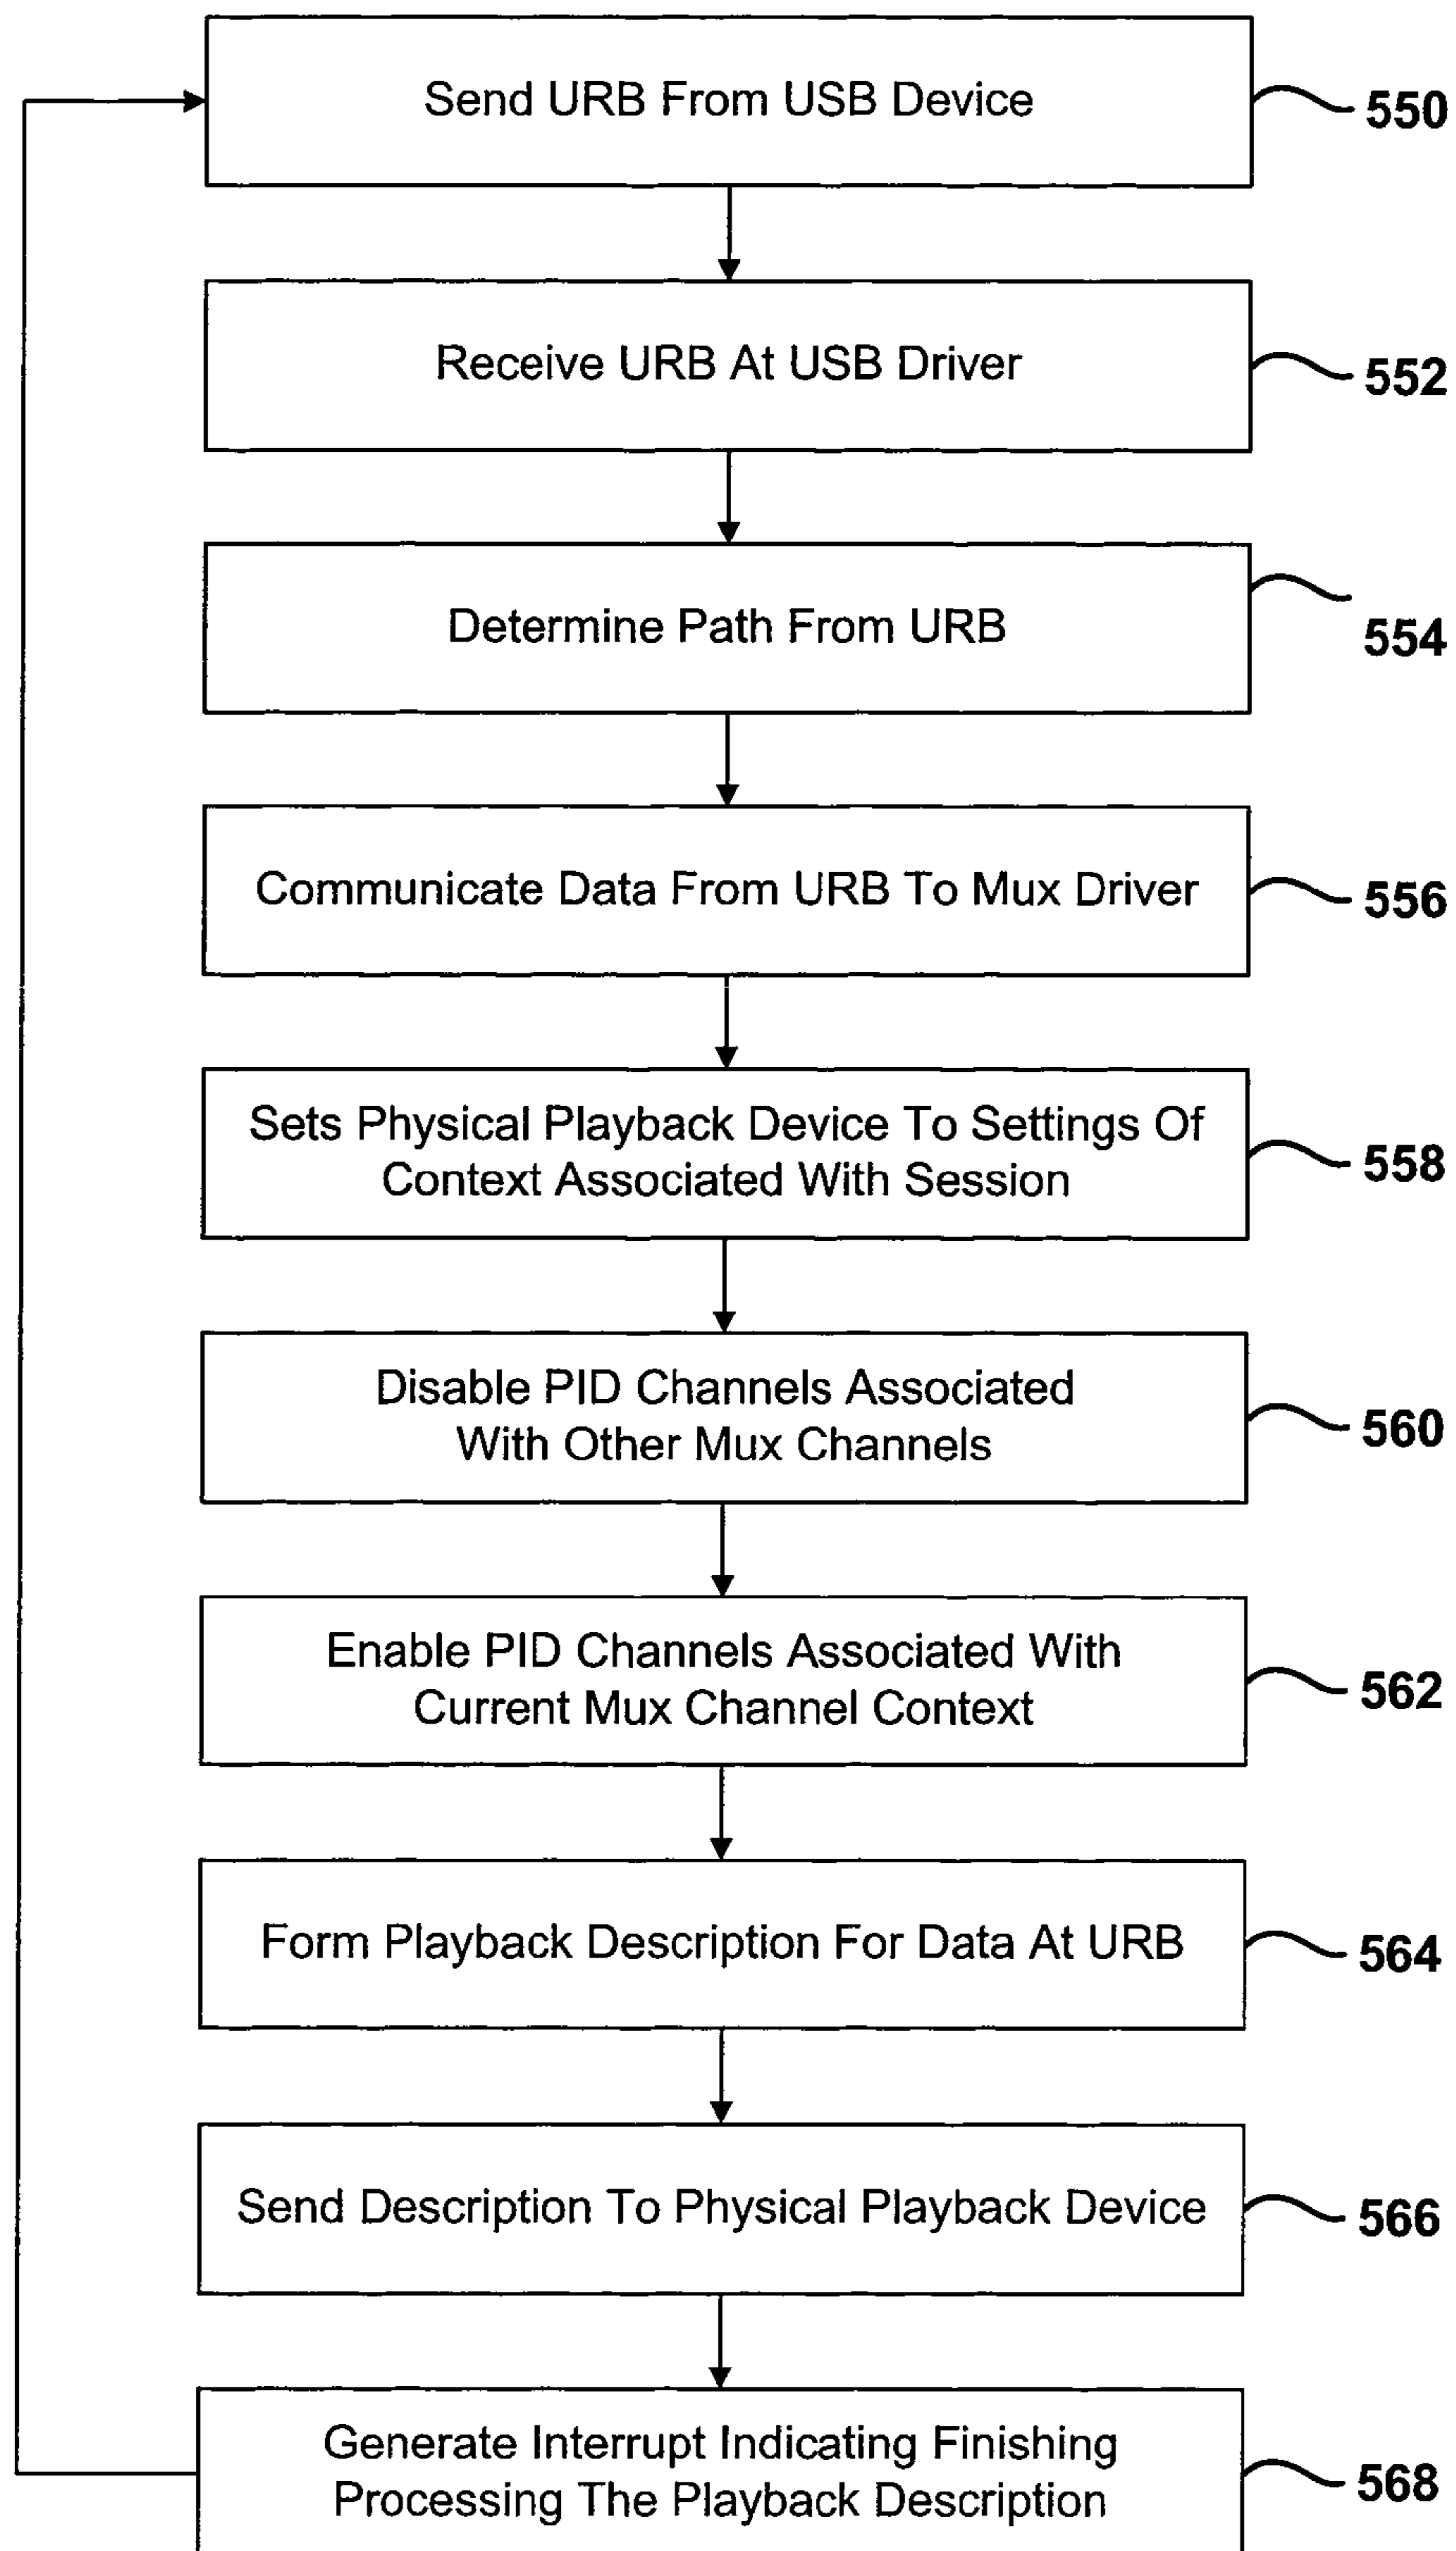 Send URB From USB Device
550
Receive URB At USB Driver
552
Determine Path From URB
554
Communicate Data From URB To Mux Driver
556
Sets Physical Playback Device To Settings Of
Context Associated With Session
558
Disable PID Channels Associated
With Other Mux Channels
560
Enable PID Channels Associated With
Current Mux Channel Context
562
Form Playback Description For Data At URB
564
Send Description To Physical Playback Device
566
Generate Interrupt Indicating Finishing
Processing The Playback Description
568